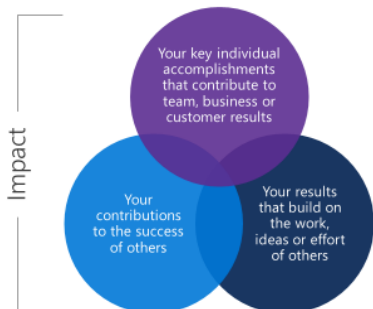 Impact
Your key individual
accomplishments
that contribute to
team, business or
customer results
Your
contributions
to the success
of others
Your results
that build on
the work,
ideas or effort
of others